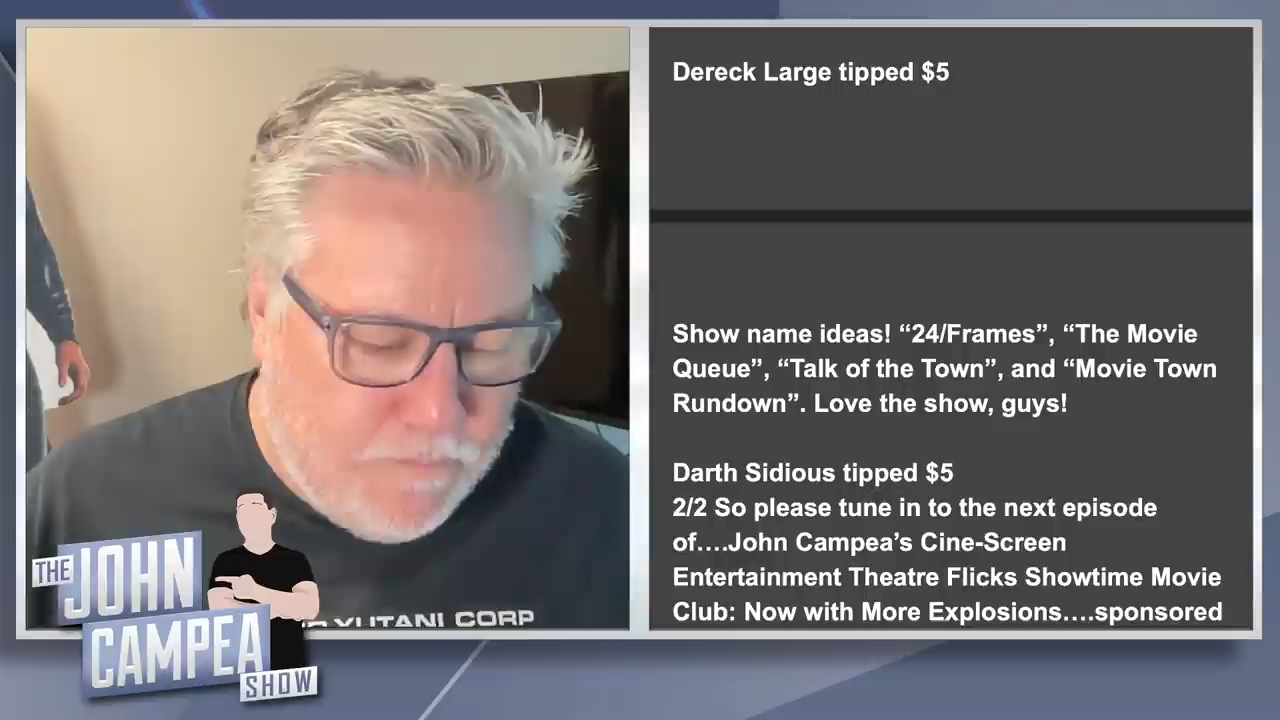 Dereck Large tipped $5
Show name ideas! “24/Frames”, “The Movie
Queue”, “Talk of the Town”, and “Movie Town
Rundown”. Love the show, guys!
Darth Sidious tipped $5
2/2 So please tune in to the next episode
of....John Campea’s Cine-Screen
Entertainment Theatre Flicks Showtime Movie
Club: Now with More Explosions....sponsored
YUTANI CORP
THE
JOHN
CAMPEA
SHOW